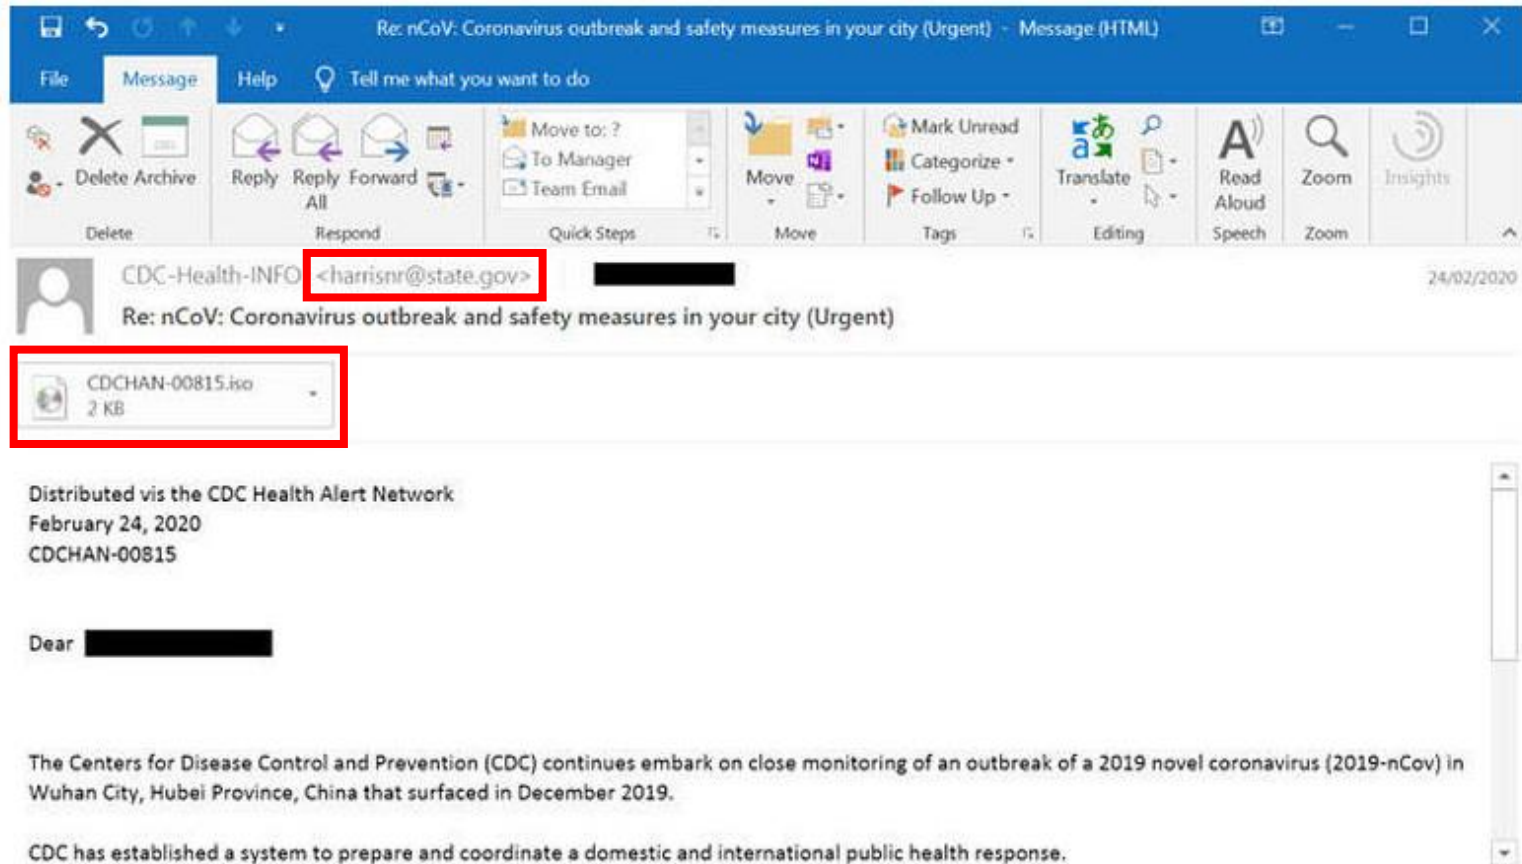 Re: nCoV: Coronavirus outbreak and safety measures in your city (Urgent) - Message (HTML)
File Message Help Tell me what you want to do
Delete Archive
Reply Reply All Forward
Move to: ?
To Manager
Team Email
Move
Mark Unread
Categorize
Follow Up
Translate
Read Aloud
Zoom
Insights
Delete Respond Quick Steps Move Tags Editing Speech Zoom
CDC-Health-INFO <harrisnr@state.gov>
24/02/2020
Re: nCoV: Coronavirus outbreak and safety measures in your city (Urgent)
CDCHAN-00815.iso
2 KB
Distributed vis the CDC Health Alert Network
February 24, 2020
CDCHAN-00815
Dear
The Centers for Disease Control and Prevention (CDC) continues embark on close monitoring of an outbreak of a 2019 novel coronavirus (2019-nCov) in
Wuhan City, Hubei Province, China that surfaced in December 2019.
CDC has established a system to prepare and coordinate a domestic and international public health response.